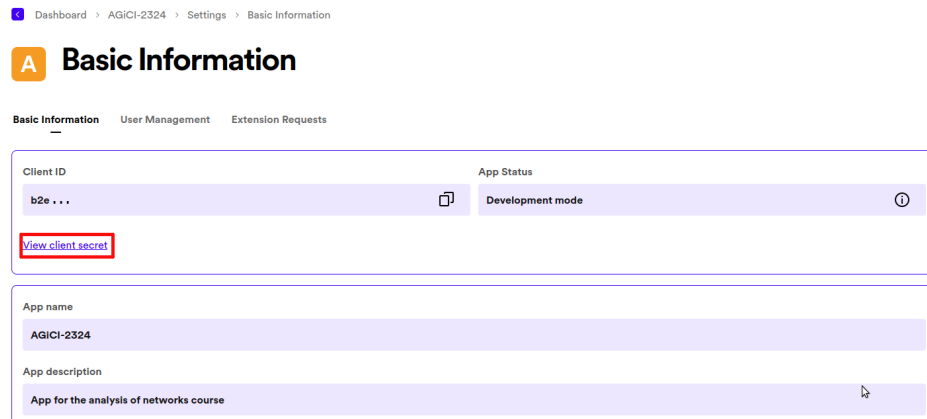 Dashboard > AGiCI-2324 > Settings > Basic Information
A Basic Information
Basic Information User Management Extension Requests
Client ID App Status
b2e ... Development mode
View client secret
App name
AGiCI-2324
App description
App for the analysis of networks course